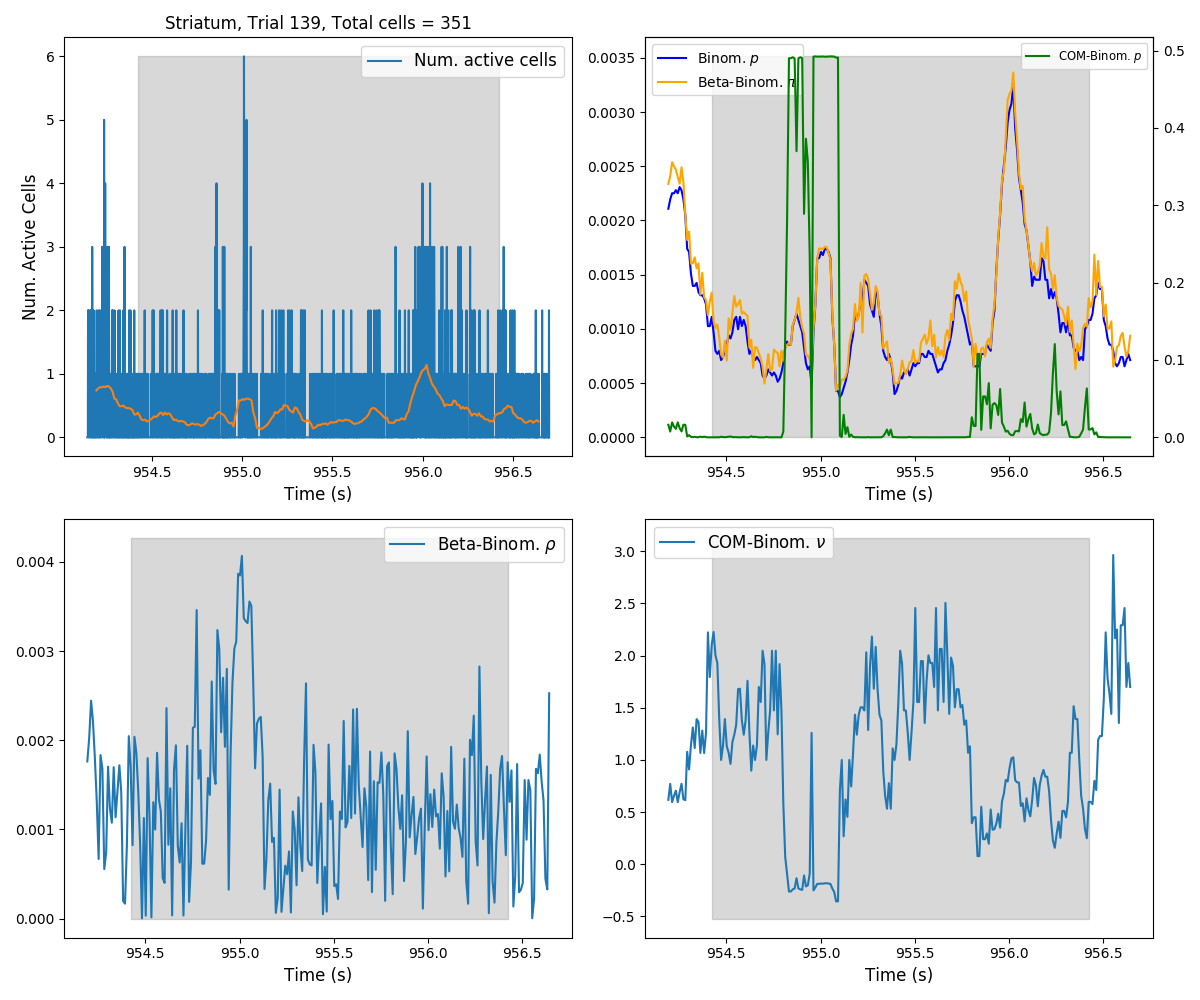 Striatum, Trial 139, Total cells = 351
Num. active cells
Num. Active Cells
6
5
4
3
2
1
0
954.5 955.0 955.5 956.0 956.5
Time (s)
Binom. p
Beta-Binom. π
COM-Binom. p
0.0035
0.0030
0.0025
0.0020
0.0015
0.0010
0.0005
0.0000
0.5
0.4
0.3
0.2
0.1
0.0
954.5 955.0 955.5 956.0 956.5
Time (s)
Beta-Binom. ρ
0.004
0.003
0.002
0.001
0.000
954.5 955.0 955.5 956.0 956.5
Time (s)
COM-Binom. ν
3.0
2.5
2.0
1.5
1.0
0.5
0.0
−0.5
954.5 955.0 955.5 956.0 956.5
Time (s)